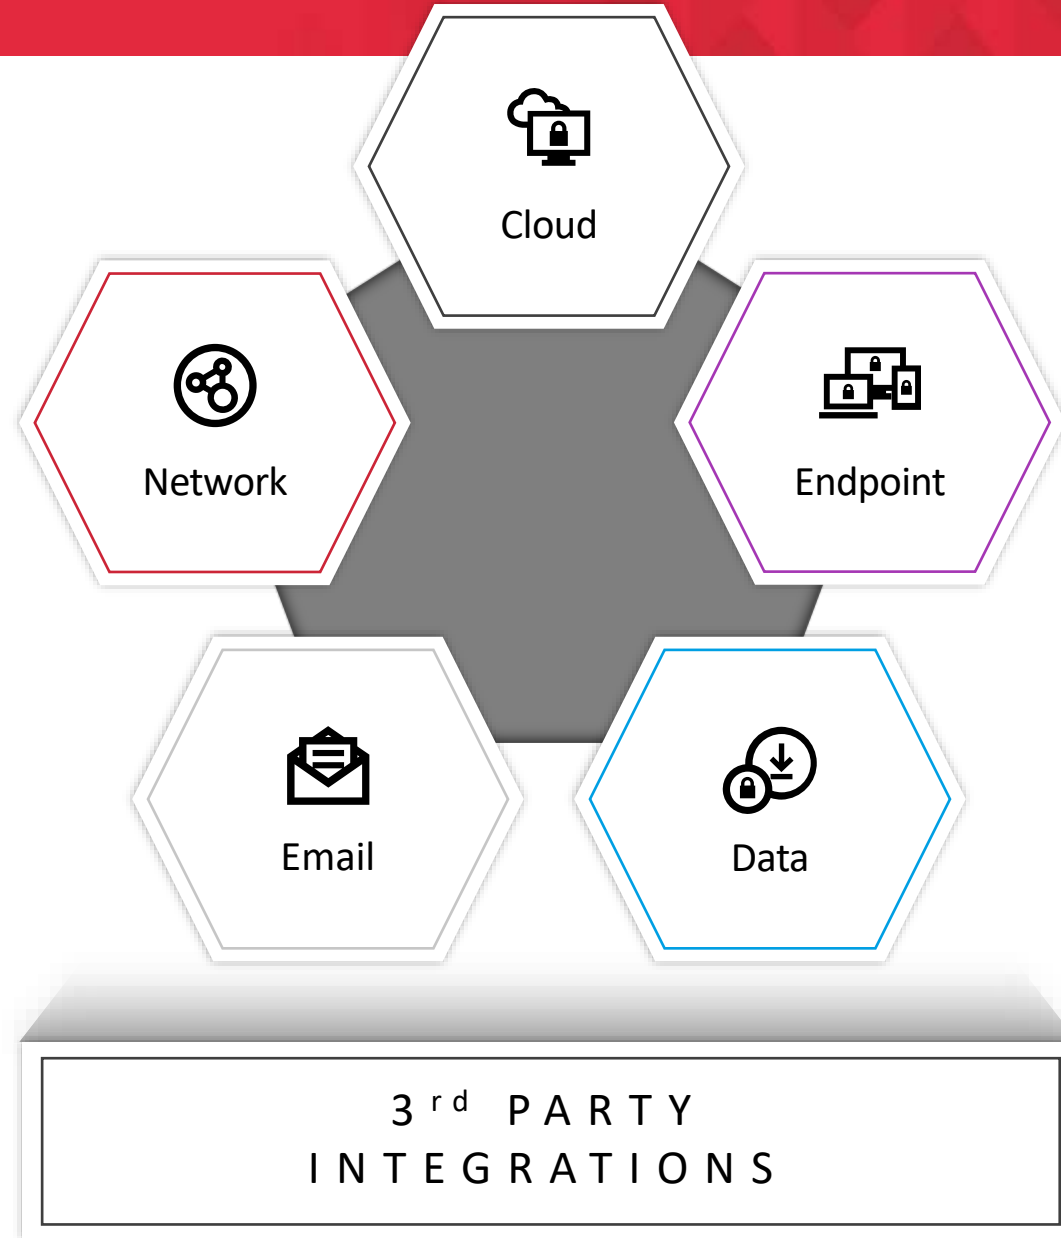 Cloud
Network
Endpoint
Email
Data
3rd PARTY
INTEGRATIONS